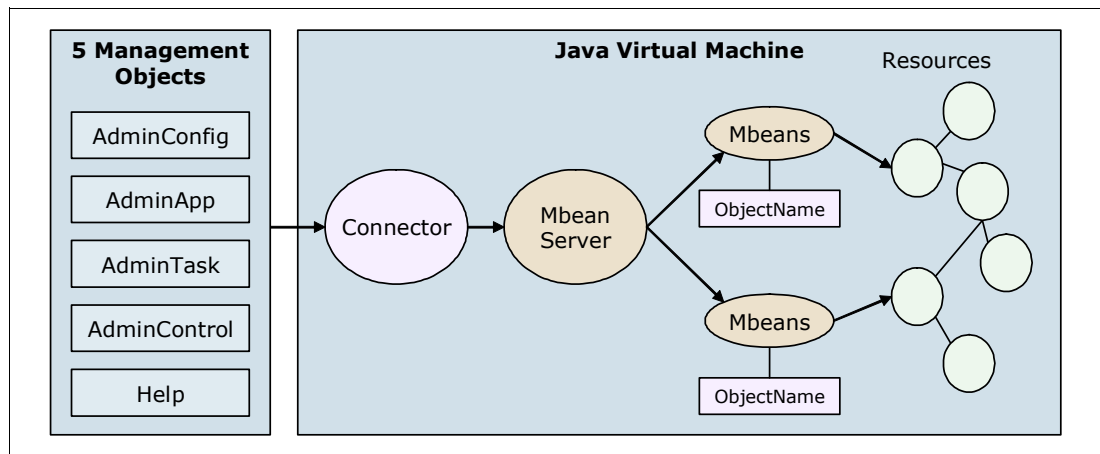 5 Management
Objects
AdminConfig
AdminApp
AdminTask
AdminControl
Help
Java Virtual Machine
Resources
Connector
Mbean
Server
Mbeans
ObjectName
Mbeans
ObjectName